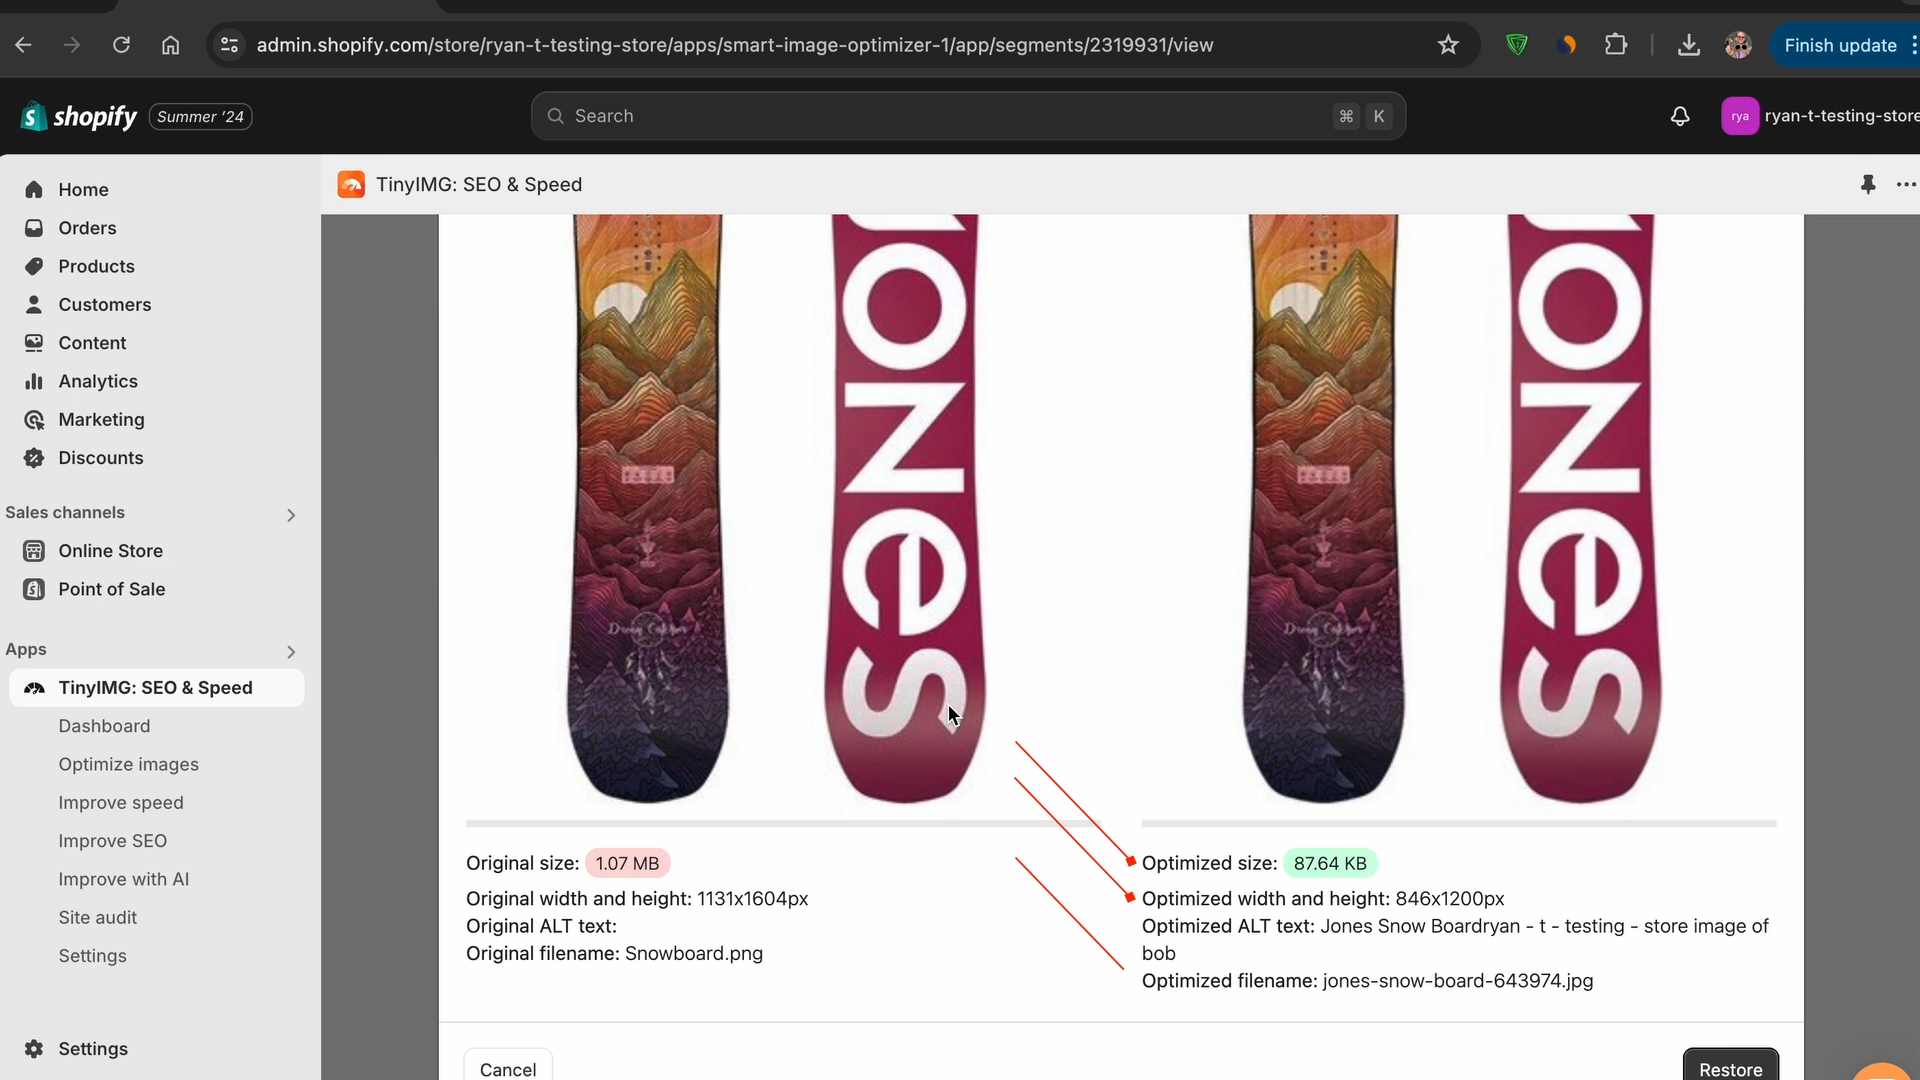 admin.shopify.com/store/ryan-t-testing-store/apps/smart-image-optimizer-1/app/segments/2319931/view
Finish update
shopify
Summer '24
Search
⌘ K
rya
ryan-t-testing-store
Home
Orders
Products
Customers
Content
Analytics
Marketing
Discounts
Sales channels
Online Store
Point of Sale
Apps
TinyIMG: SEO & Speed
Dashboard
Optimize images
Improve speed
Improve SEO
Improve with AI
Site audit
Settings
Settings
TinyIMG: SEO & Speed
JONes
Dream Catcher
JONes
Dream Catcher
Original size: 1.07 MB
Original width and height: 1131x1604px
Original ALT text:
Original filename: Snowboard.png
Optimized size: 87.64 KB
Optimized width and height: 846x1200px
Optimized ALT text: Jones Snow Boardryan - t - testing - store image of
bob
Optimized filename: jones-snow-board-643974.jpg
Cancel
Restore